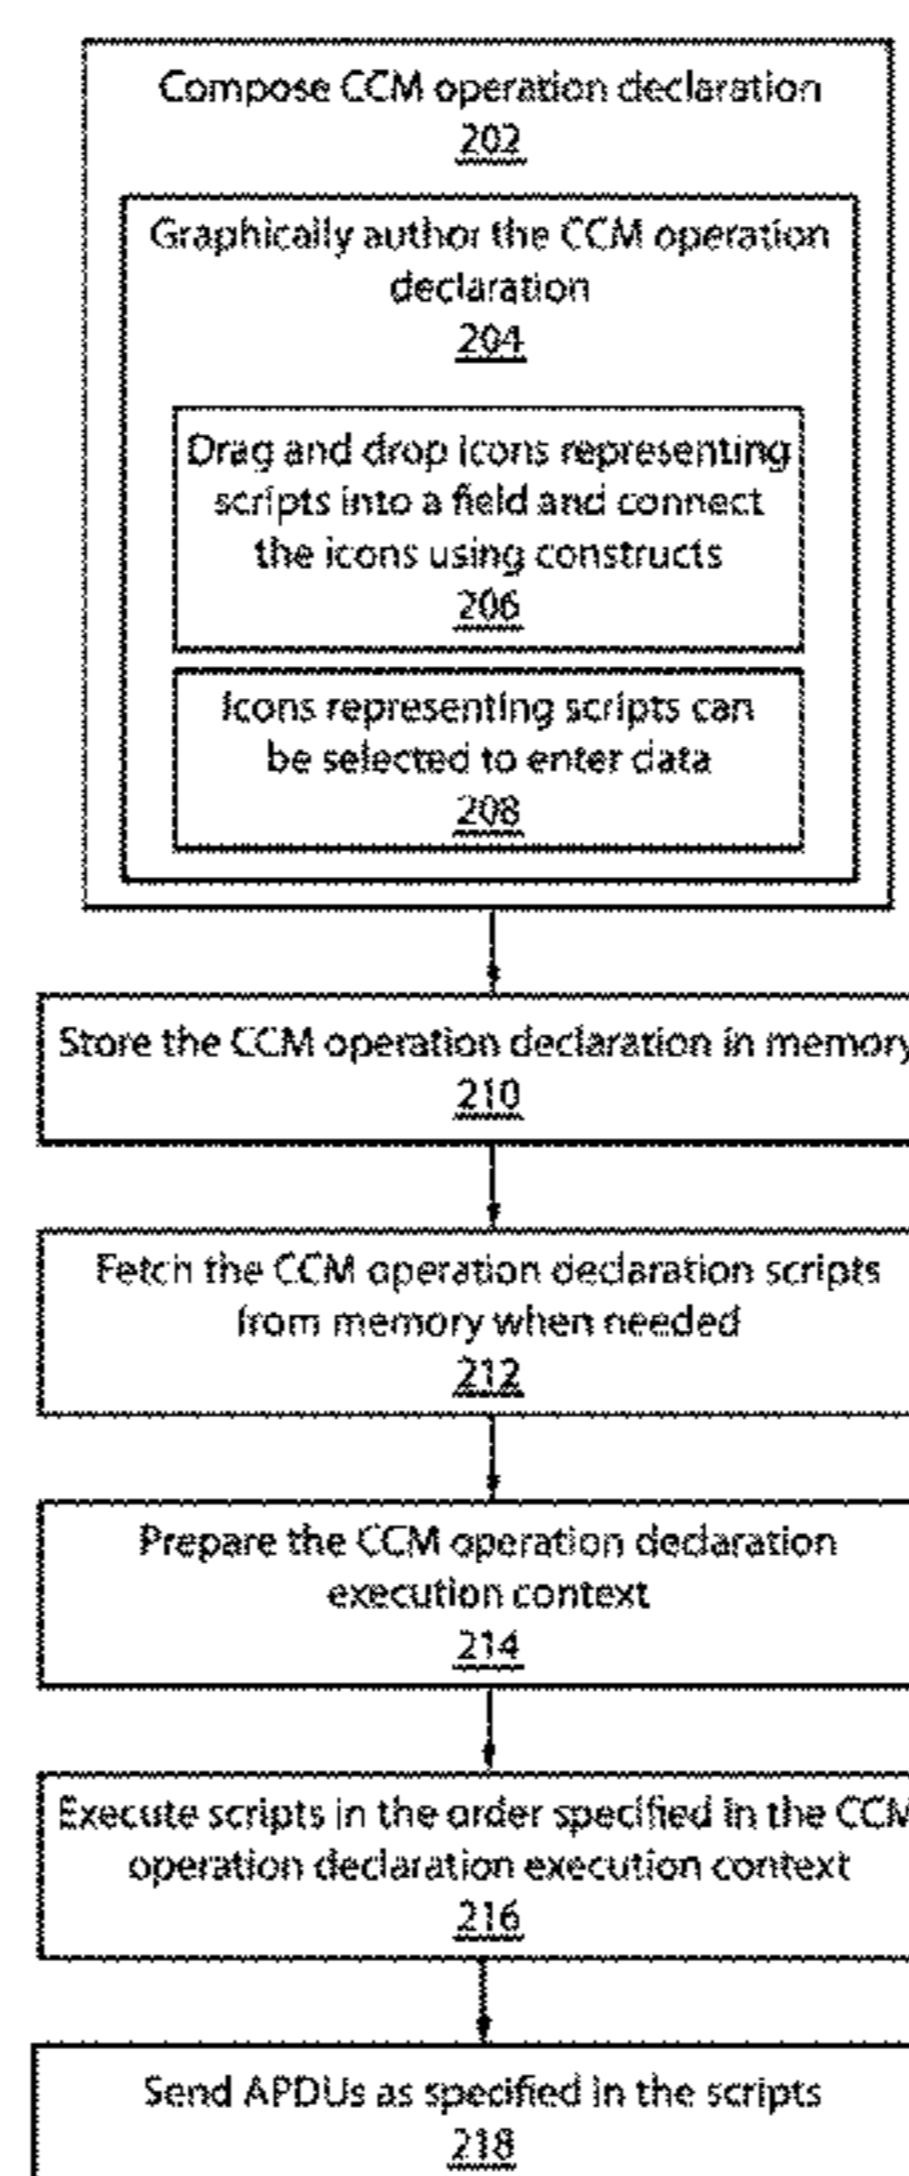 Compose CCM operation declaration
202
Graphically author the CCM operation
declaration
204
Drag and drop icons representing
scripts into a field and connect
the icons using constructs
206
Icons representing scripts can
be selected to enter data
208
Store the CCM operation declaration in memory
210
Fetch the CCM operation declaration scripts
from memory when needed
212
Prepare the CCM operation declaration
execution context
214
Execute scripts in the order specified in the CCM
operation declaration execution context
216
Send APDUs as specified in the scripts
218